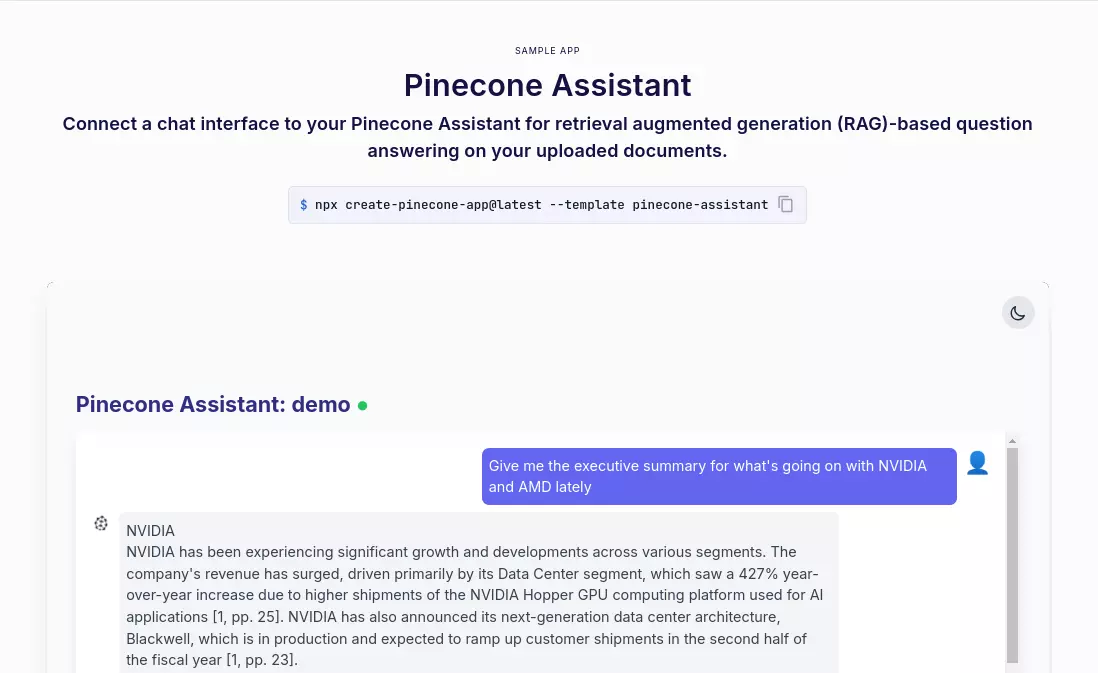 SAMPLE APP
Pinecone Assistant
Connect a chat interface to your Pinecone Assistant for retrieval augmented generation (RAG)-based question
answering on your uploaded documents.
$ npx create-pinecone-app@latest --template pinecone-assistant
Pinecone Assistant: demo
Give me the executive summary for what's going on with NVIDIA
and AMD lately
NVIDIA
NVIDIA has been experiencing significant growth and developments across various segments. The
company's revenue has surged, driven primarily by its Data Center segment, which saw a 427% year-
over-year increase due to higher shipments of the NVIDIA Hopper GPU computing platform used for AI
applications [1, pp. 25]. NVIDIA has also announced its next-generation data center architecture,
Blackwell, which is in production and expected to ramp up customer shipments in the second half of
the fiscal year [1, pp. 23].